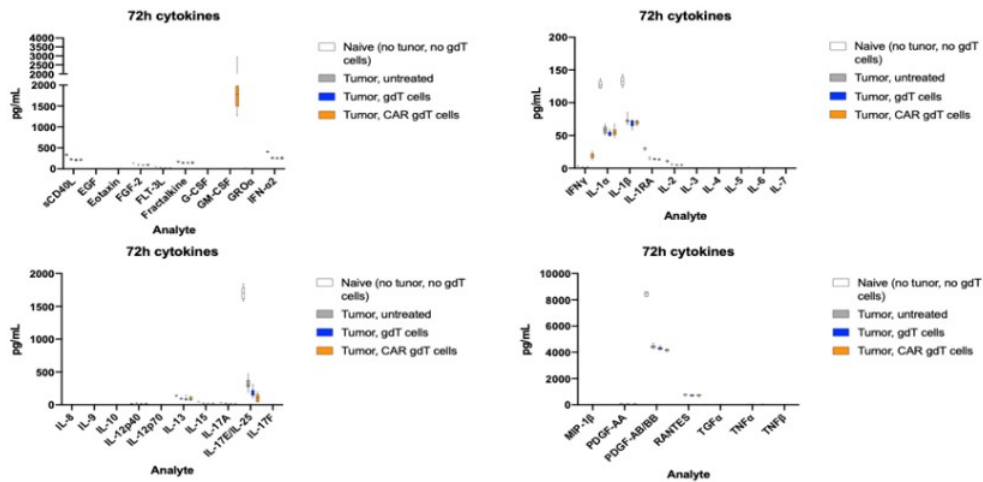 72h cytokines
4000
3500
3000
2500
2000
2000
1500
1000
500
0
pg/mL
sCD40L
EGF
Eotaxin
FGF-2
FLT-3L
Fractalkine
G-CSF
GM-CSF
GROα
IFN-α2
Analyte
Naive (no tunor, no gdT
cells)
Tumor, untreated
Tumor, gdT cells
Tumor, CAR gdT cells
72h cytokines
200
150
100
50
0
pg/mL
IFNγ
IL-1α
IL-1β
IL-1RA
IL-2
IL-3
IL-4
IL-5
IL-6
IL-7
Analyte
Naive (no tunor, no gdT
cells)
Tumor, untreated
Tumor, gdT cells
Tumor, CAR gdT cells
72h cytokines
2000
1500
1000
500
0
pg/mL
IL-8
IL-9
IL-10
IL-12p40
IL-12p70
IL-13
IL-15
IL-17A
IL-17E/IL-25
IL-17F
Analyte
Naive (no tunor, no gdT
cells)
Tumor, untreated
Tumor, gdT cells
Tumor, CAR gdT cells
72h cytokines
10000
8000
6000
4000
2000
0
pg/mL
MIP-1β
PDGF-AA
PDGF-AB/BB
RANTES
TGFα
TNFα
TNFβ
Analyte
Naive (no tunor, no gdT
cells)
Tumor, untreated
Tumor, gdT cells
Tumor, CAR gdT cells